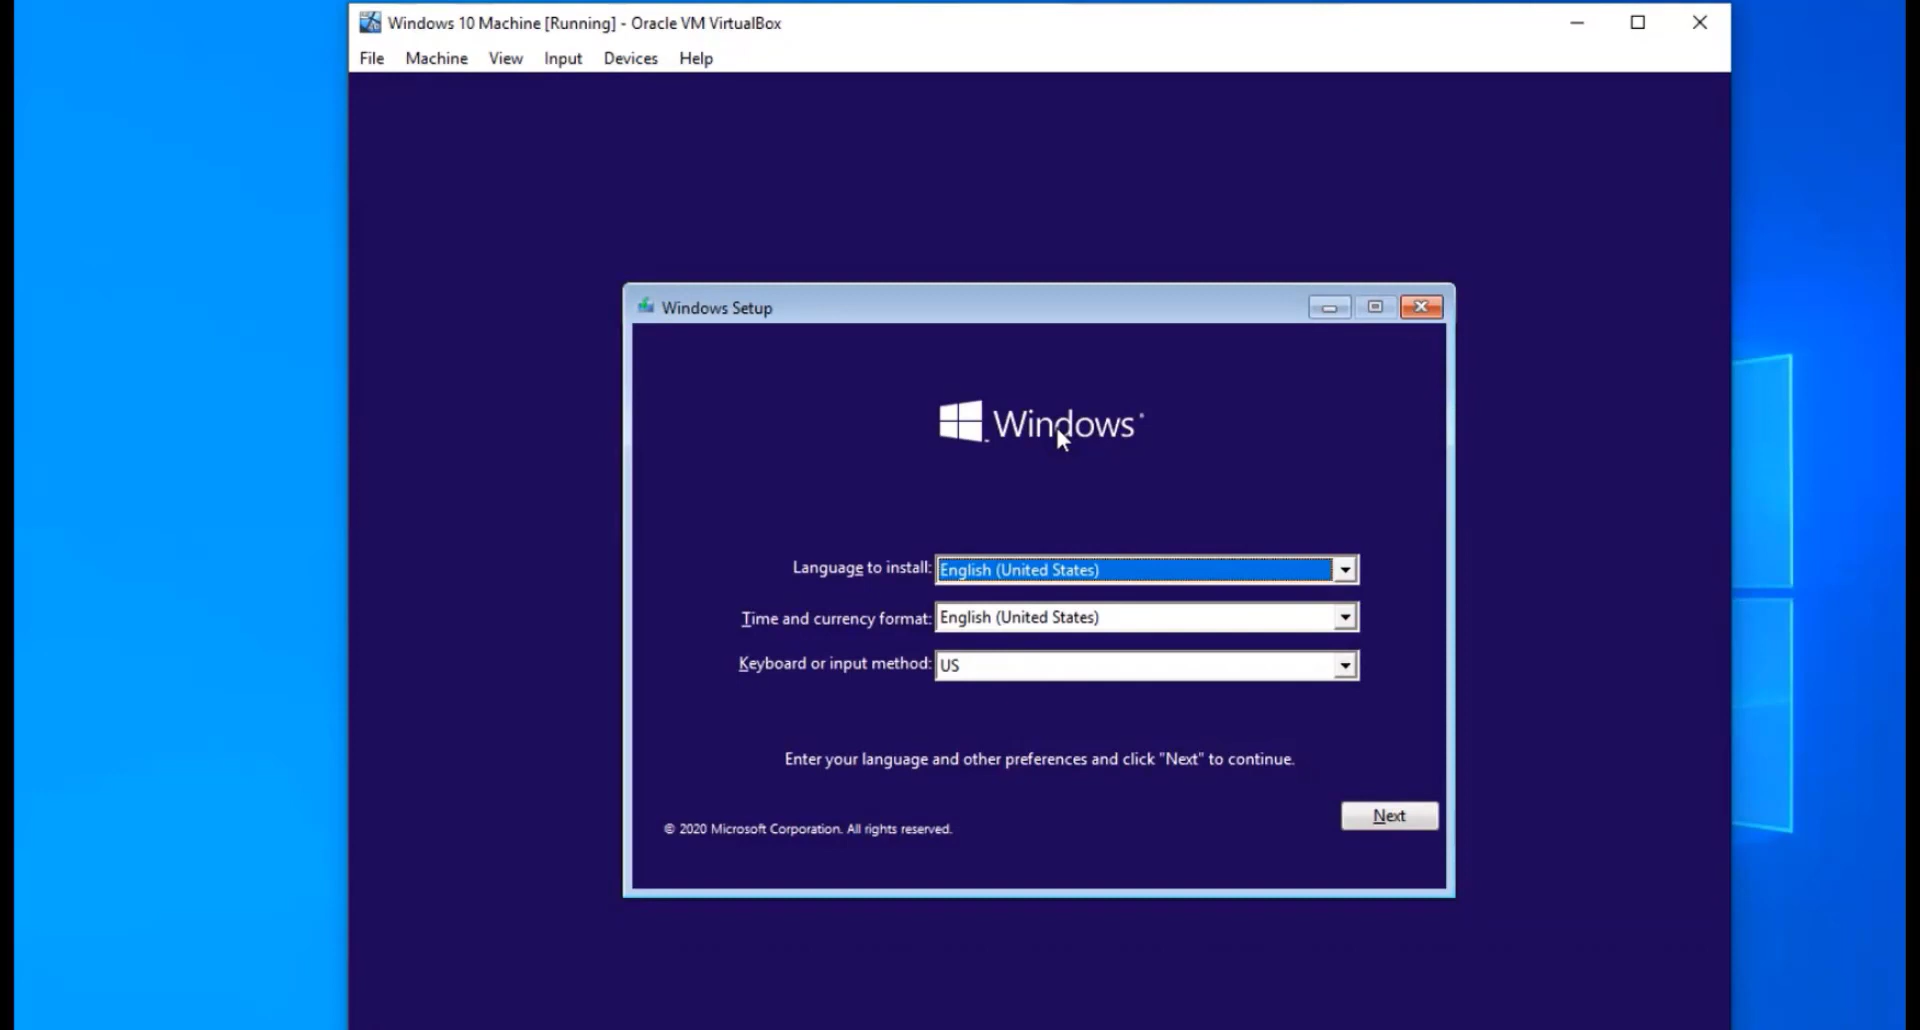 Windows 10 Machine [Running] - Oracle VM VirtualBox
File Machine View Input Devices Help
Windows Setup
Windows
Language to install: English (United States)
Time and currency format: English (United States)
Keyboard or input method: US
Enter your language and other preferences and click "Next" to continue.
Next
© 2020 Microsoft Corporation. All rights reserved.